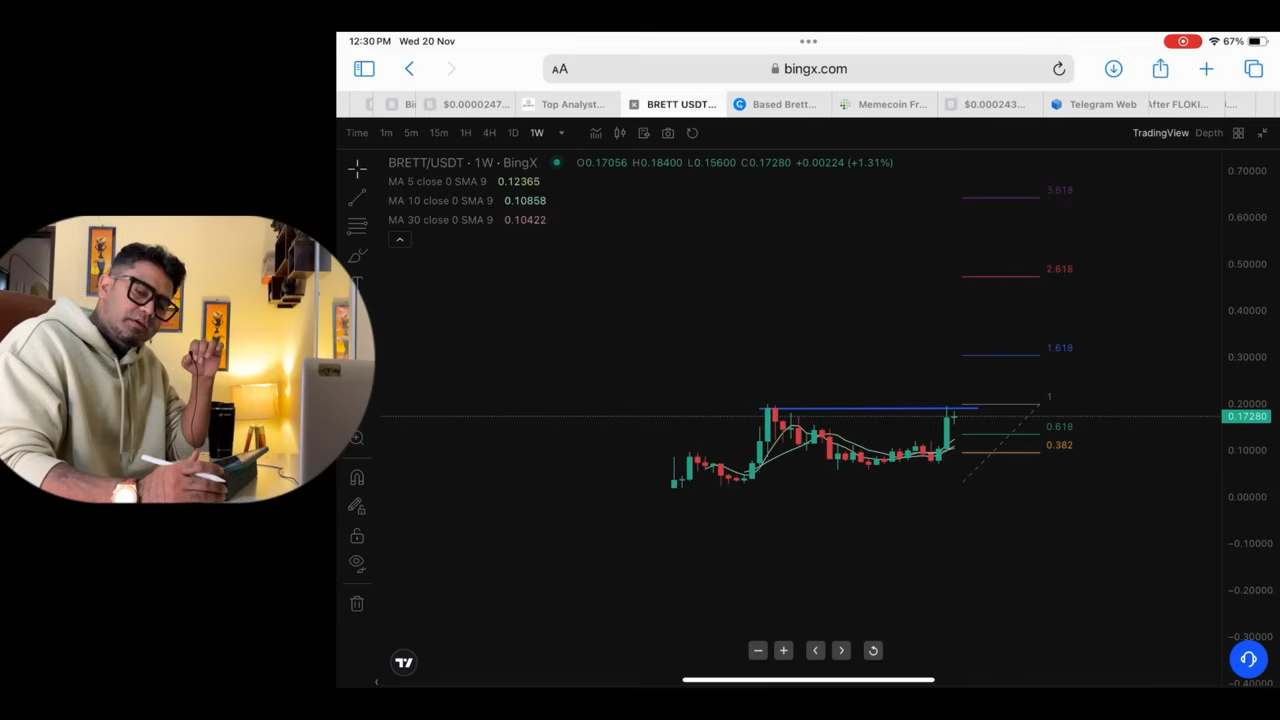 12:30 PM Wed 20 Nov
67%
AA bingx.com
Bi $0.0000247... Top Analyst... BRETT USDT... Based Brett... Memecoin Fr... $0.000243... Telegram Web After FLOKI...
Time 1m 5m 15m 1H 4H 1D 1W TradingView Depth
BRETT/USDT · 1W · BingX O0.17056 H0.18400 L0.15600 C0.17280 +0.00224 (+1.31%)
MA 5 close 0 SMA 9 0.12365
MA 10 close 0 SMA 9 0.10858
MA 30 close 0 SMA 9 0.10422
0.70000
3.618
0.60000
0.50000
2.618
0.40000
1.618
0.30000
1
0.20000
0.17280
0.618
0.382
0.10000
0.00000
−0.10000
−0.20000
−0.30000
−0.40000